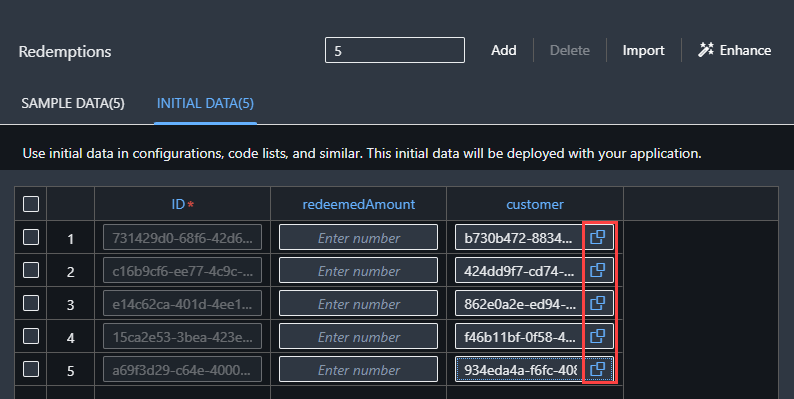 Redemptions 5 Add Delete Import Enhance
SAMPLE DATA(5) INITIAL DATA(5)
Use initial data in configurations, code lists, and similar. This initial data will be deployed with your application.
ID* redeemedAmount customer
1 731429d0-68f6-42d6... Enter number b730b472-8834...
2 c16b9cf6-ee77-4c9c-... Enter number 424dd9f7-cd74-...
3 e14c62ca-401d-4ee1... Enter number 862e0a2e-ed94-...
4 15ca2e53-3bea-423e... Enter number f46b11bf-0f58-4...
5 a69f3d29-c64e-4000... Enter number 934eda4a-f6fc-408